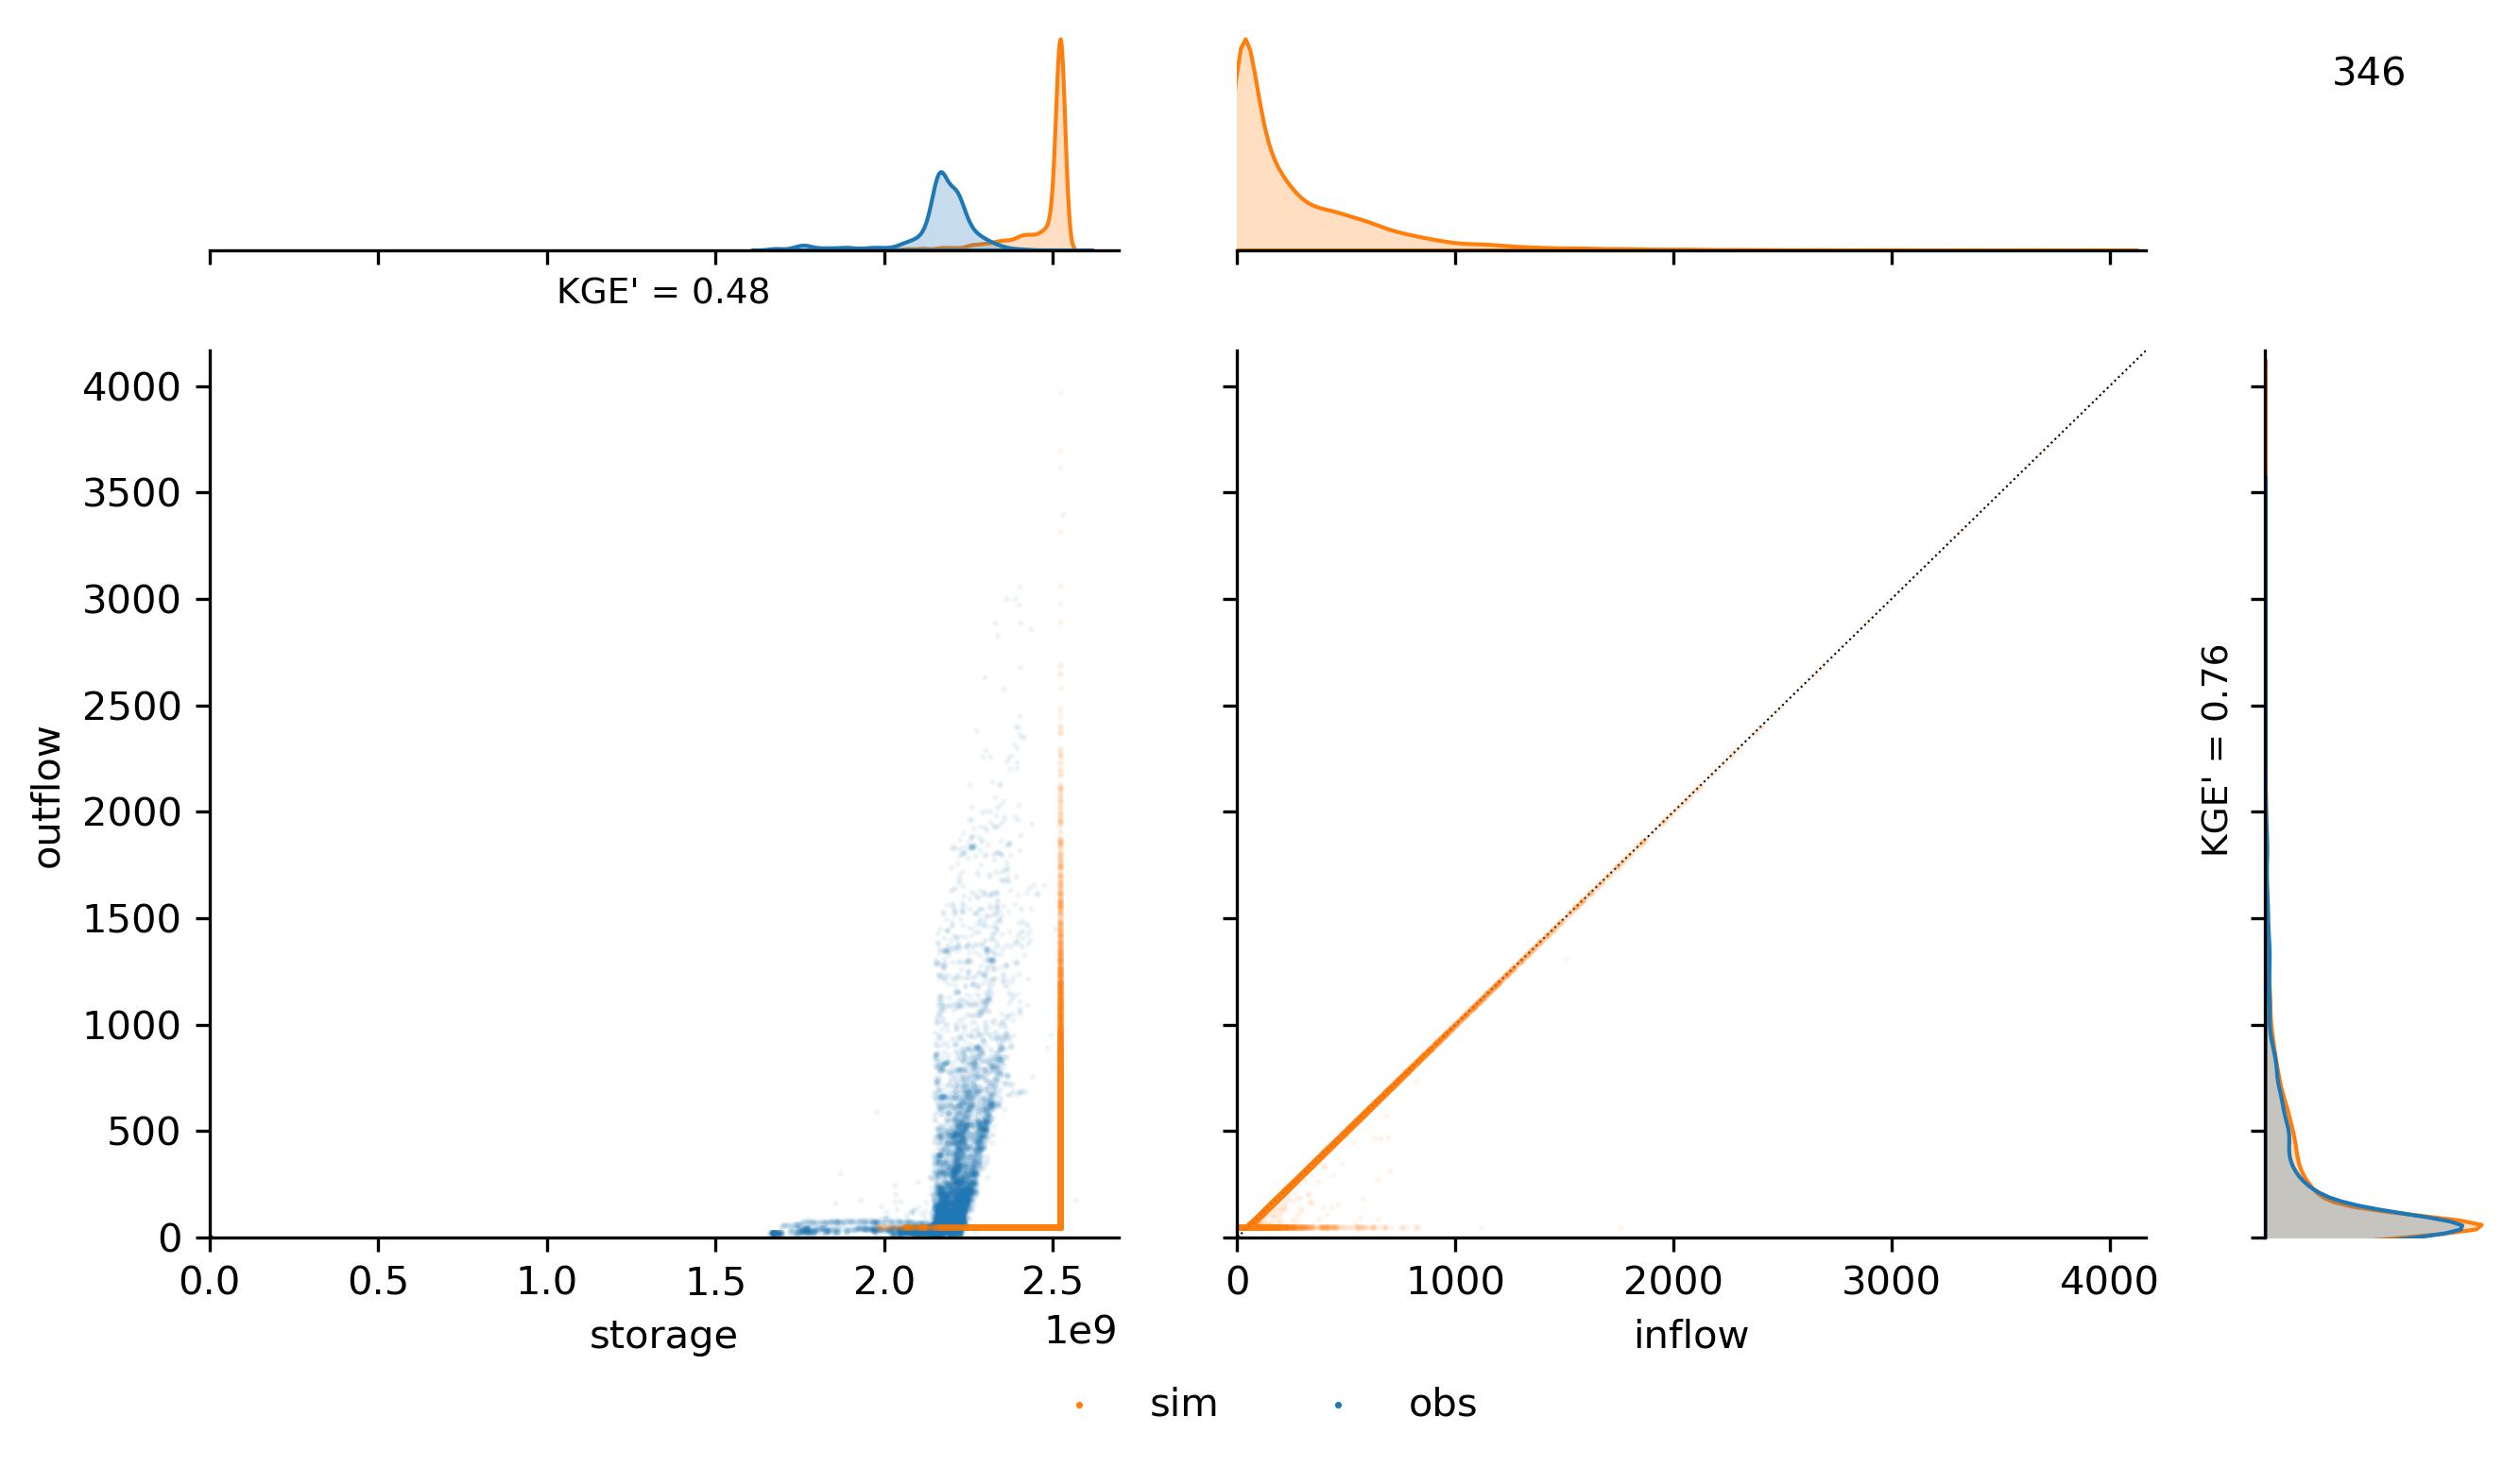 346
KGE' = 0.48
4000
3500
3000
2500
2000
1500
1000
500
0
outflow
0.0 0.5 1.0 1.5 2.0 2.5
1e9
storage
KGE' = 0.76
0 1000 2000 3000 4000
inflow
sim obs